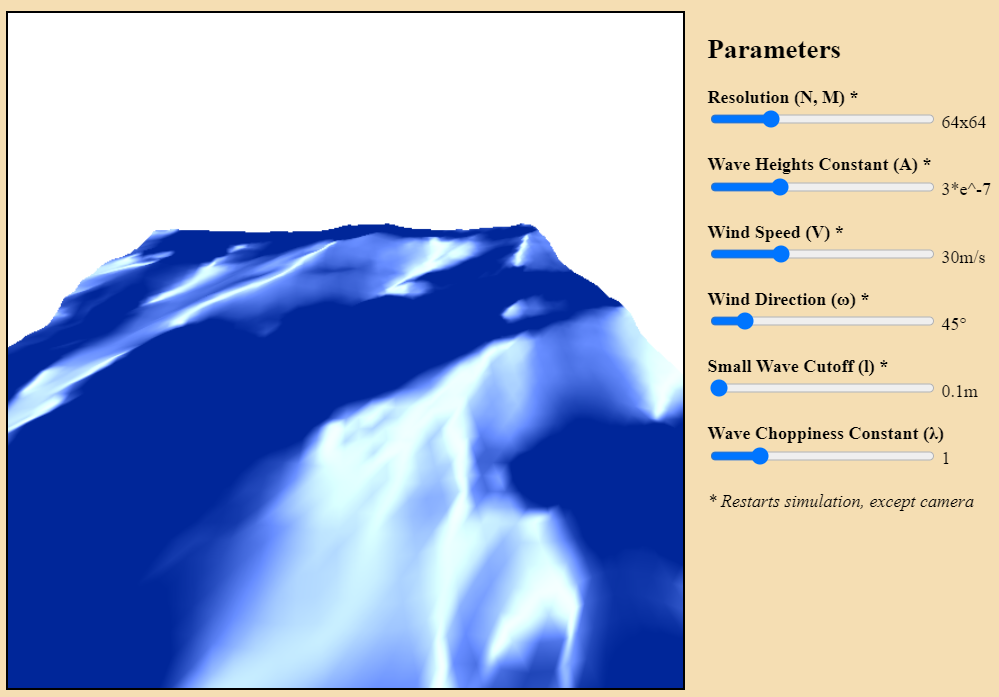 Parameters
Resolution (N, M) *
64x64
Wave Heights Constant (A) *
3*e^-7
Wind Speed (V) *
30m/s
Wind Direction (ω) *
45°
Small Wave Cutoff (l) *
0.1m
Wave Choppiness Constant (λ)
1
* Restarts simulation, except camera